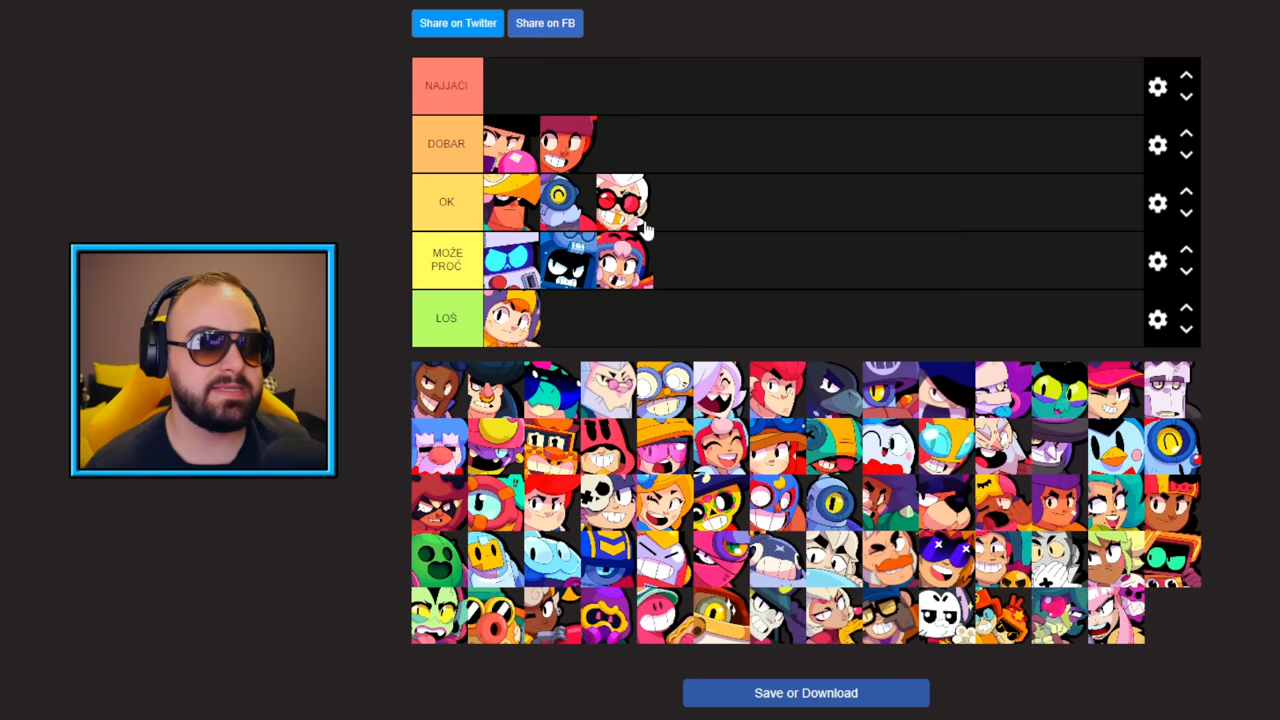 Share on Twitter Share on FB
NAJJAČI
DOBAR
OK
MOŽE
PROĆ
LOŠ
Save or Download